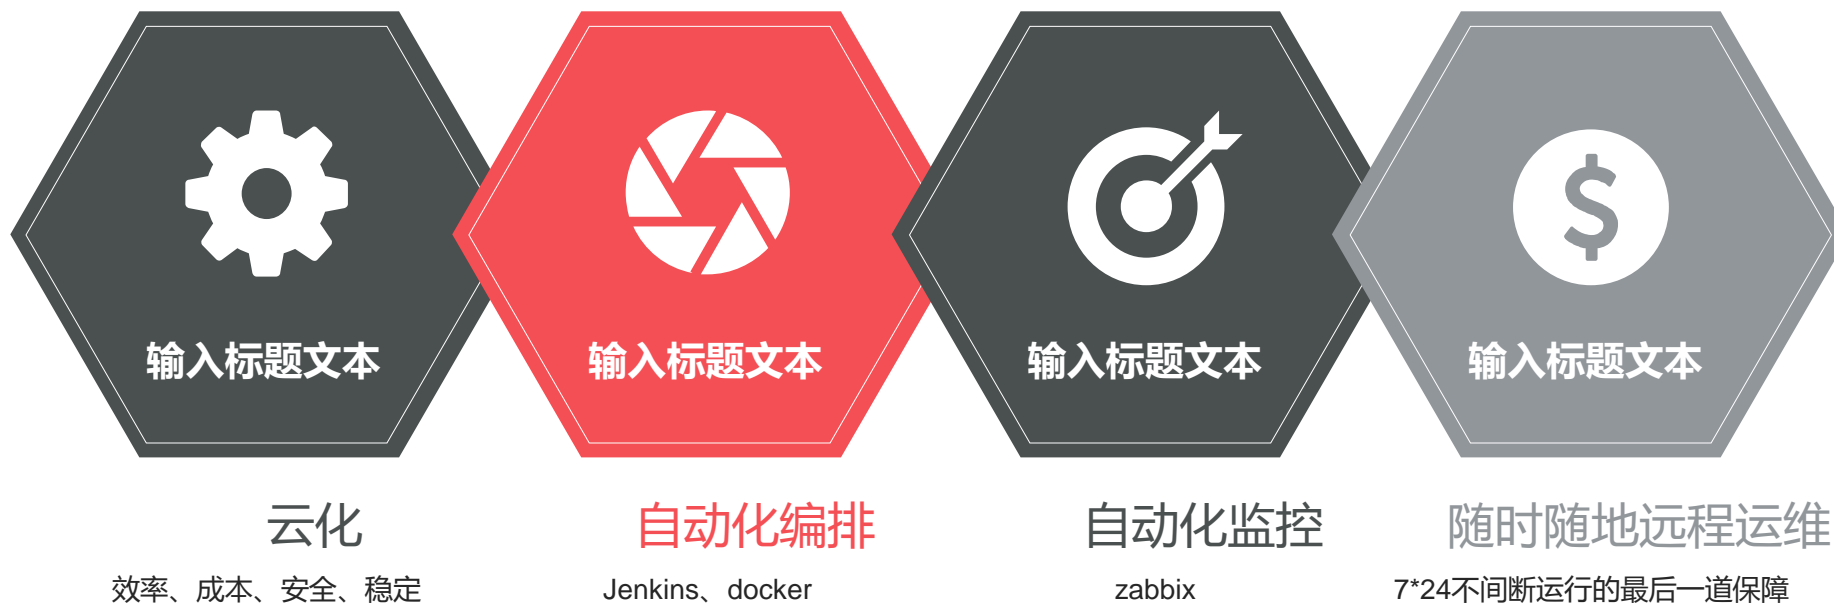 输入标题文本
输入标题文本
输入标题文本
输入标题文本
云化
自动化编排
自动化监控
随时随地远程运维
效率、成本、安全、稳定
Jenkins、docker
zabbix
7*24不间断运行的最后一道保障